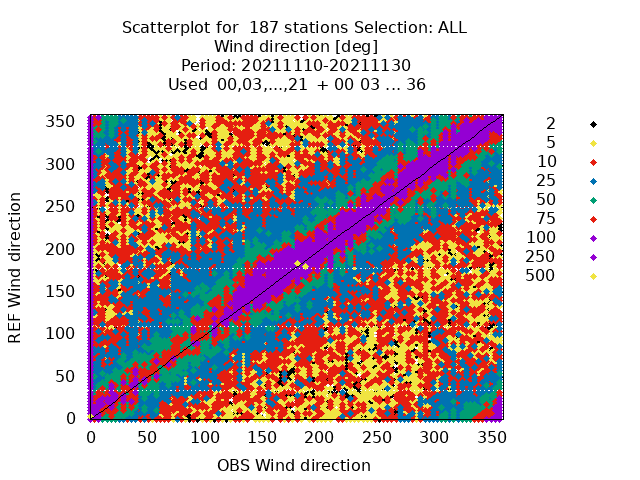 Scatterplot for 187 stations Selection: ALL
Wind direction [deg]
Period: 20211110-20211130
Used 00,03,...,21 + 00 03 ... 36
REF Wind direction
350
300
250
200
150
100
50
0
0 50 100 150 200 250 300 350
OBS Wind direction
2
5
10
25
50
75
100
250
500